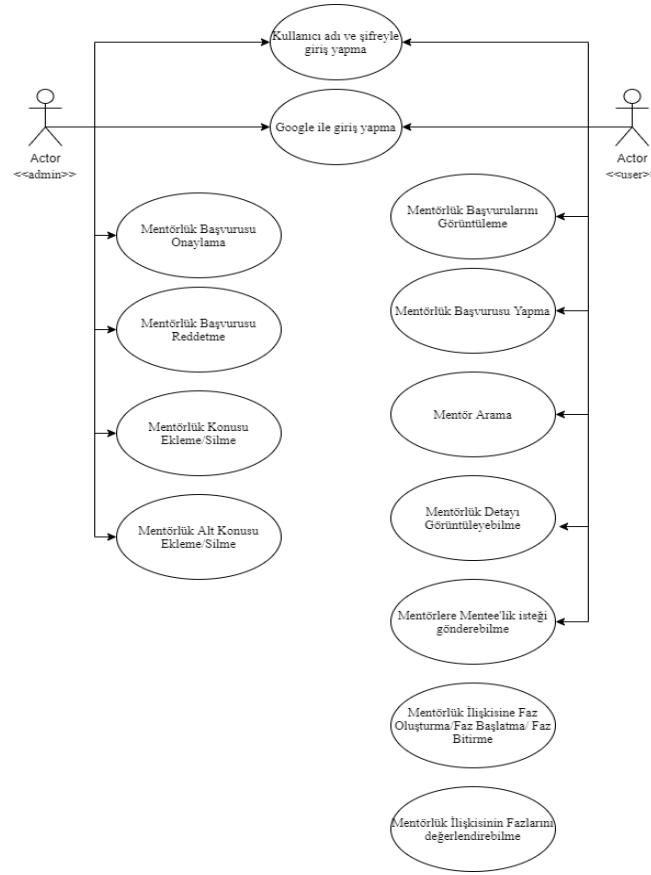 Kullanıcı adı ve şifreyle
giriş yapma
Google ile giriş yapma
Actor
<<admin>>
Actor
<<user>>
Mentörlük Başvurusu
Onaylama
Mentörlük Başvurusu
Reddetme
Mentörlük Konusu
Ekleme/Silme
Mentörlük Alt Konusu
Ekleme/Silme
Mentörlük Başvurularını
Görüntüleme
Mentörlük Başvurusu Yapma
Mentör Arama
Mentörlük Detayı
Görüntüleyebilme
Mentörlere Mentee'lik isteği
gönderebilme
Mentörlük İlişkisine Faz
Oluşturma/Faz Başlatma/ Faz
Bitirme
Mentörlük İlişkisinin Fazlarını
değerlendirebilme